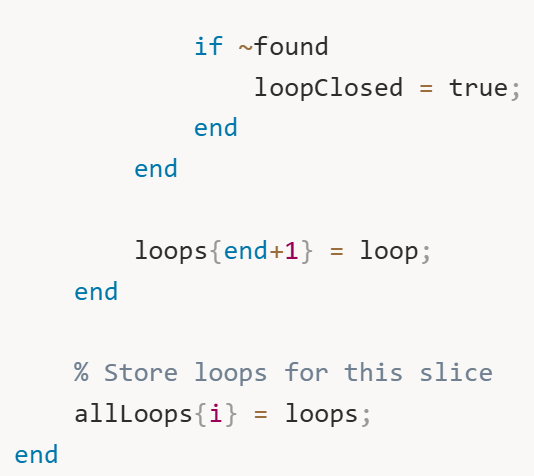 if ~found
                loopClosed = true;
            end
        end

        loops{end+1} = loop;
    end

    % Store loops for this slice
    allLoops{i} = loops;
end